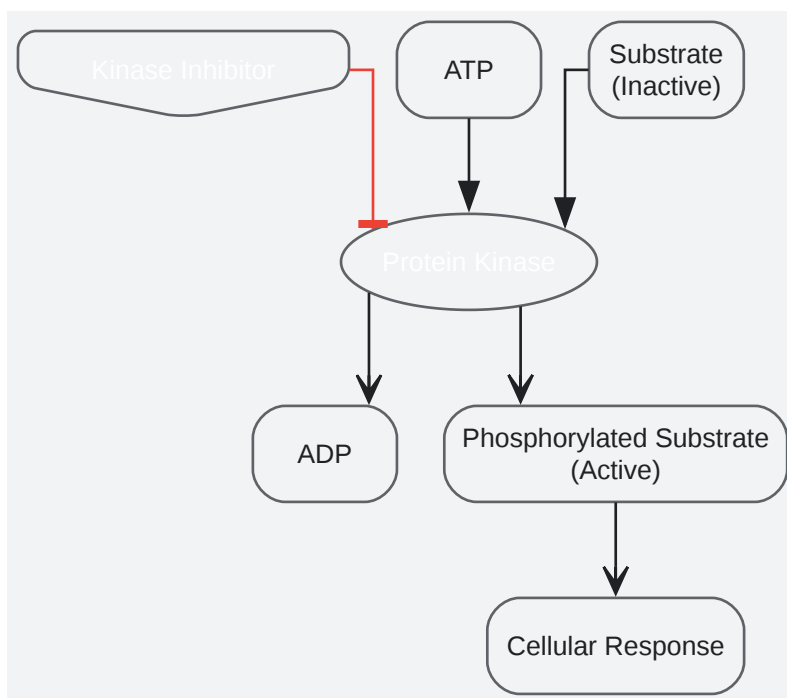 Kinase Inhibitor
ATP
Substrate
(Inactive)
Protein Kinase
ADP
Phosphorylated Substrate
(Active)
Cellular Response